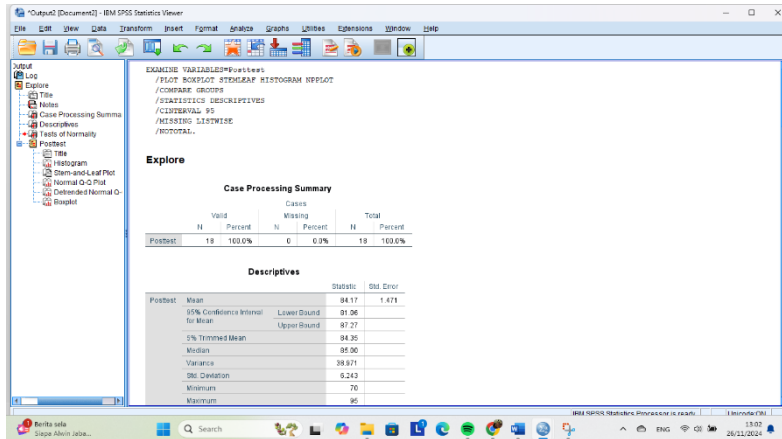 *Output2 [Document2] - IBM SPSS Statistics Viewer
File Edit View Data Transform Insert Format Analyze Graphs Utilities Extensions Window Help
Output
Log
Explore
Title
Notes
Case Processing Summa
Descriptives
Tests of Normality
Posttest
Title
Histogram
Stem-and-Leaf Plot
Normal Q-Q Plot
Detrended Normal Q-
Boxplot
EXAMINE VARIABLES=Posttest
/PLOT BOXPLOT STEMLEAF HISTOGRAM NPPLOT
/COMPARE GROUPS
/STATISTICS DESCRIPTIVES
/CINTERVAL 95
/MISSING LISTWISE
/NOTOTAL.
Explore
Case Processing Summary
Cases
Valid Missing Total
N Percent N Percent N Percent
Posttest 18 100.0% 0 0.0% 18 100.0%
Descriptives
Statistic Std. Error
Posttest Mean 84.17 1.471
95% Confidence Interval for Mean Lower Bound 81.06
Upper Bound 87.27
5% Trimmed Mean 84.35
Median 85.00
Variance 38.971
Std. Deviation 6.243
Minimum 70
Maximum 95
IBM SPSS Statistics Processor is ready Unicode:ON
Berita sela
Siapa Alwin Jaba...
Search
ENG
13:02
26/11/2024